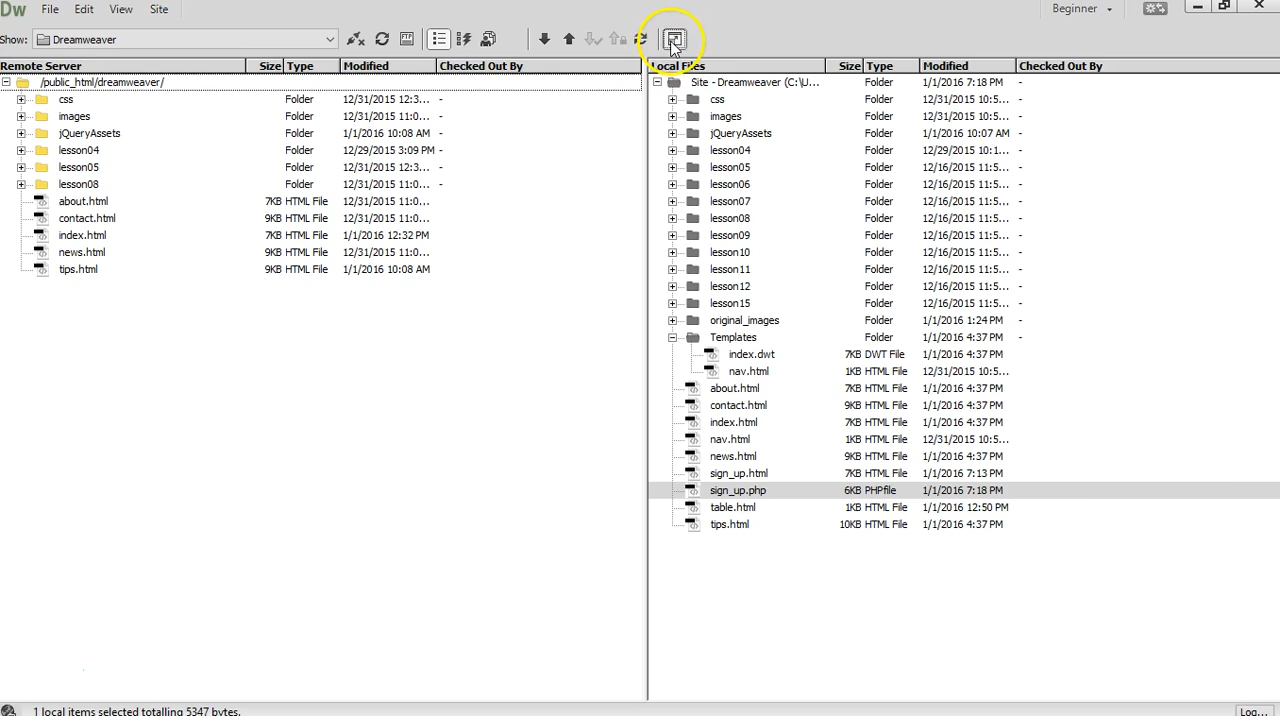 Dw File Edit View Site Beginner
Show: Dreamweaver
Remote Server Size Type Modified Checked Out By Local Files Size Type Modified Checked Out By
/public_html/dreamweaver/
css Folder 12/31/2015 12:3... -
images Folder 12/31/2015 11:0... -
jQueryAssets Folder 1/1/2016 10:08 AM -
lesson04 Folder 12/29/2015 3:09 PM -
lesson05 Folder 12/31/2015 12:3... -
lesson08 Folder 12/31/2015 11:0... -
about.html 7KB HTML File 12/31/2015 11:0...
contact.html 9KB HTML File 12/31/2015 11:0...
index.html 7KB HTML File 1/1/2016 12:32 PM
news.html 9KB HTML File 12/31/2015 11:0...
tips.html 9KB HTML File 1/1/2016 10:08 AM
Site - Dreamweaver (C:\U... Folder 1/1/2016 7:18 PM -
css Folder 12/31/2015 10:5... -
images Folder 12/31/2015 11:0... -
jQueryAssets Folder 1/1/2016 10:07 AM -
lesson04 Folder 12/29/2015 10:1... -
lesson05 Folder 12/16/2015 11:5... -
lesson06 Folder 12/16/2015 11:5... -
lesson07 Folder 12/16/2015 11:5... -
lesson08 Folder 12/16/2015 11:5... -
lesson09 Folder 12/16/2015 11:5... -
lesson10 Folder 12/16/2015 11:5... -
lesson11 Folder 12/16/2015 11:5... -
lesson12 Folder 12/16/2015 11:5... -
lesson15 Folder 12/16/2015 11:5... -
original_images Folder 1/1/2016 1:24 PM -
Templates Folder 1/1/2016 4:37 PM -
index.dwt 7KB DWT File 1/1/2016 4:37 PM
nav.html 1KB HTML File 12/31/2015 10:5...
about.html 7KB HTML File 1/1/2016 4:37 PM
contact.html 9KB HTML File 1/1/2016 4:37 PM
index.html 7KB HTML File 1/1/2016 4:37 PM
nav.html 1KB HTML File 12/31/2015 10:5...
news.html 9KB HTML File 1/1/2016 4:37 PM
sign_up.html 7KB HTML File 1/1/2016 7:13 PM
sign_up.php 6KB PHPfile 1/1/2016 7:18 PM
table.html 1KB HTML File 1/1/2016 12:50 PM
tips.html 10KB HTML File 1/1/2016 4:37 PM
1 local items selected totalling 5347 bytes. Log...